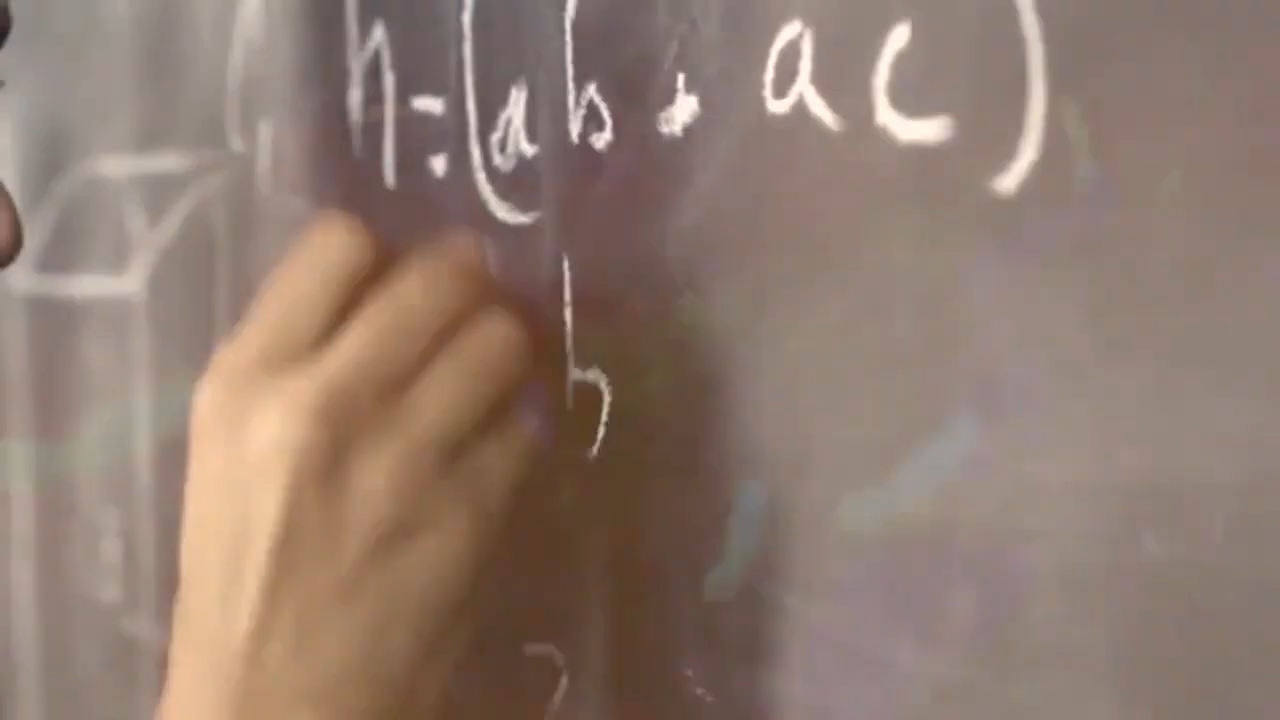 h = (ab + ac)
h